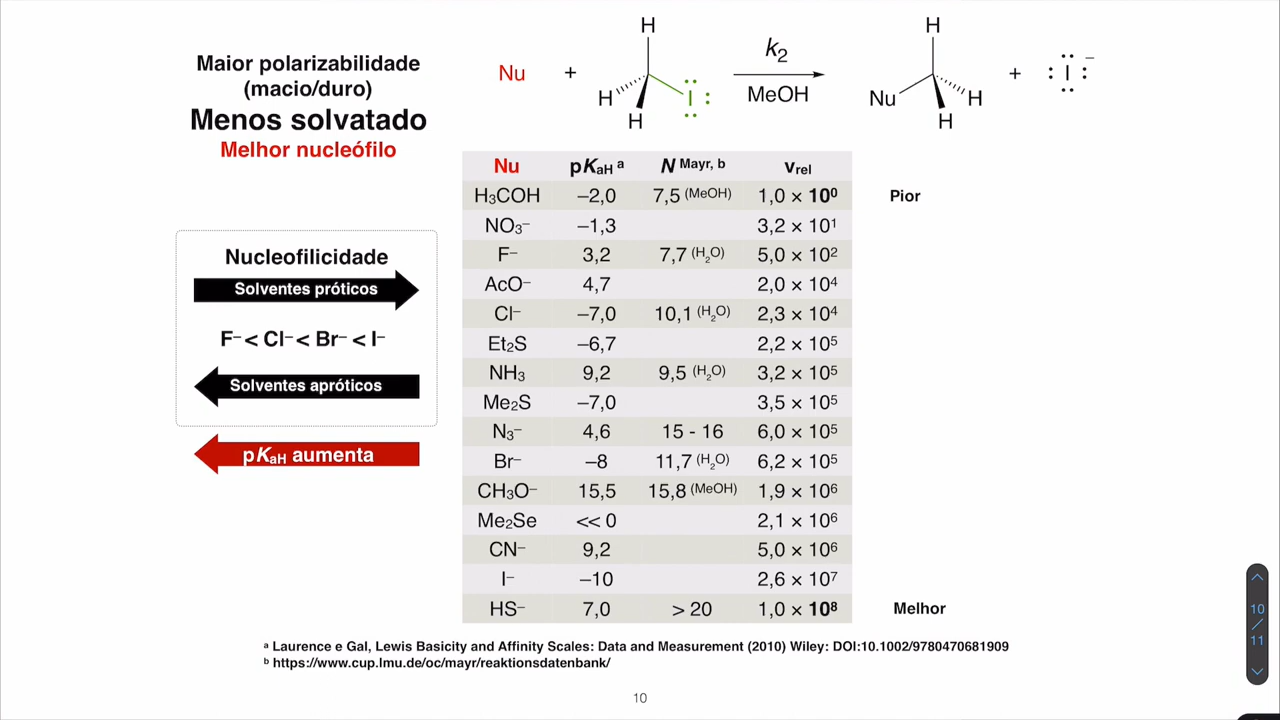 Maior polarizabilidade
(macio/duro)
Menos solvatado
Melhor nucleófilo
Nu + H H H I k₂ MeOH Nu H H H + I⁻
Nu pKaH ᵃ N Mayr, b vrel
H₃COH –2,0 7,5 (MeOH) 1,0 × 10⁰ Pior
NO₃⁻ –1,3 3,2 × 10¹
F⁻ 3,2 7,7 (H₂O) 5,0 × 10²
AcO⁻ 4,7 2,0 × 10⁴
Cl⁻ –7,0 10,1 (H₂O) 2,3 × 10⁴
Et₂S –6,7 2,2 × 10⁵
NH₃ 9,2 9,5 (H₂O) 3,2 × 10⁵
Me₂S –7,0 3,5 × 10⁵
N₃⁻ 4,6 15 - 16 6,0 × 10⁵
Br⁻ –8 11,7 (H₂O) 6,2 × 10⁵
CH₃O⁻ 15,5 15,8 (MeOH) 1,9 × 10⁶
Me₂Se << 0 2,1 × 10⁶
CN⁻ 9,2 5,0 × 10⁶
I⁻ –10 2,6 × 10⁷
HS⁻ 7,0 > 20 1,0 × 10⁸ Melhor
Nucleofilicidade
Solventes próticos
F⁻ < Cl⁻ < Br⁻ < I⁻
Solventes apróticos
pKaH aumenta
ᵃ Laurence e Gal, Lewis Basicity and Affinity Scales: Data and Measurement (2010) Wiley: DOI:10.1002/9780470681909
ᵇ https://www.cup.lmu.de/oc/mayr/reaktionsdatenbank/
10
10
/
11